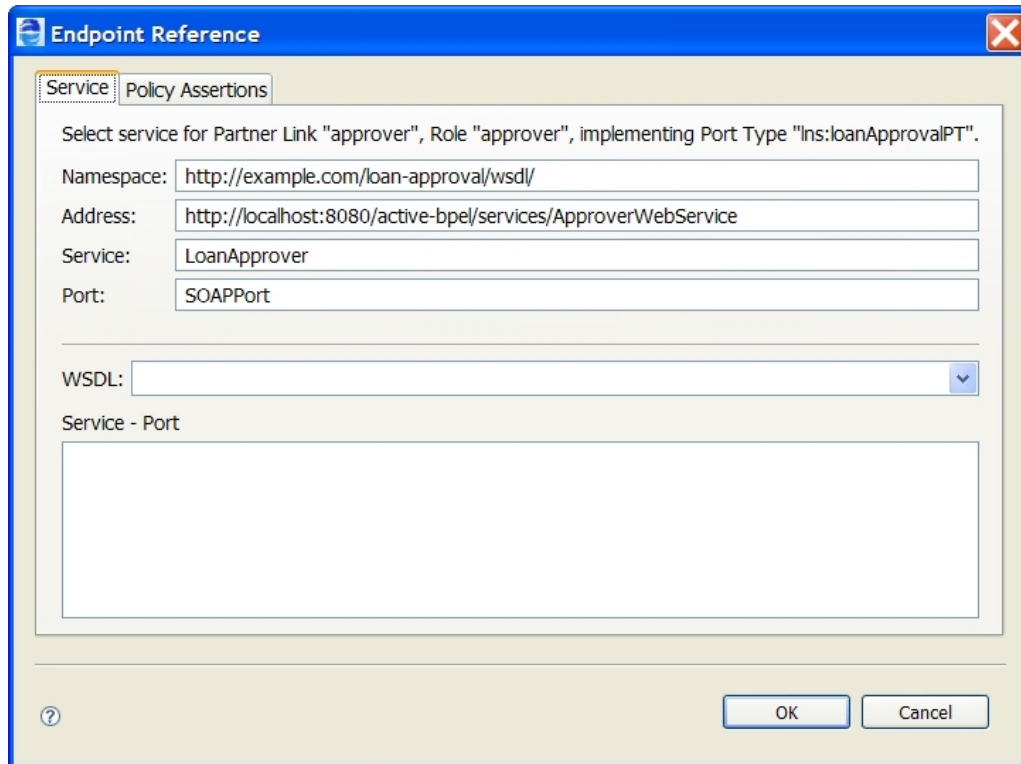 Endpoint Reference
Service Policy Assertions
Select service for Partner Link "approver", Role "approver", implementing Port Type "lns:loanApprovalPT".
Namespace: http://example.com/loan-approval/wsdl/
Address: http://localhost:8080/active-bpel/services/ApproverWebService
Service: LoanApprover
Port: SOAPPort
WSDL:
Service - Port
? OK Cancel